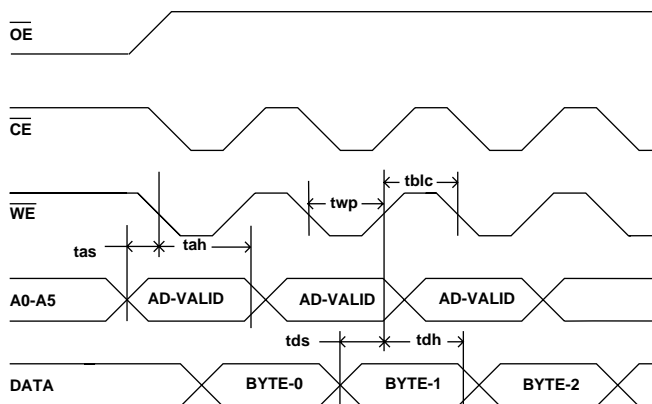 OE
CE
tblc
WE
twp
tas
tah
A0-A5
AD-VALID
AD-VALID
AD-VALID
tds
tdh
DATA
BYTE-0
BYTE-1
BYTE-2